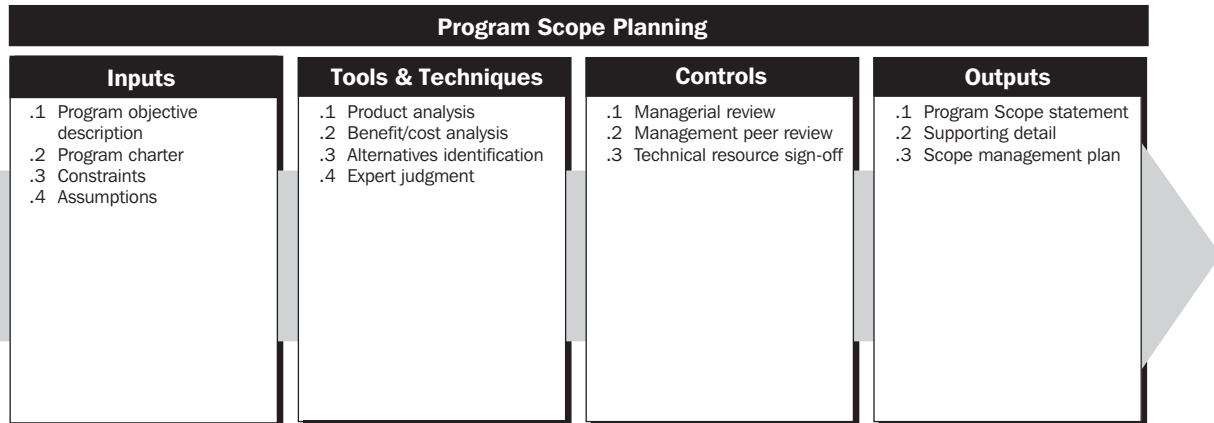 Program Scope Planning
Inputs
.1 Program objective
description
.2 Program charter
.3 Constraints
.4 Assumptions
Tools & Techniques
.1 Product analysis
.2 Benefit/cost analysis
.3 Alternatives identification
.4 Expert judgment
Controls
.1 Managerial review
.2 Management peer review
.3 Technical resource sign-off
Outputs
.1 Program Scope statement
.2 Supporting detail
.3 Scope management plan